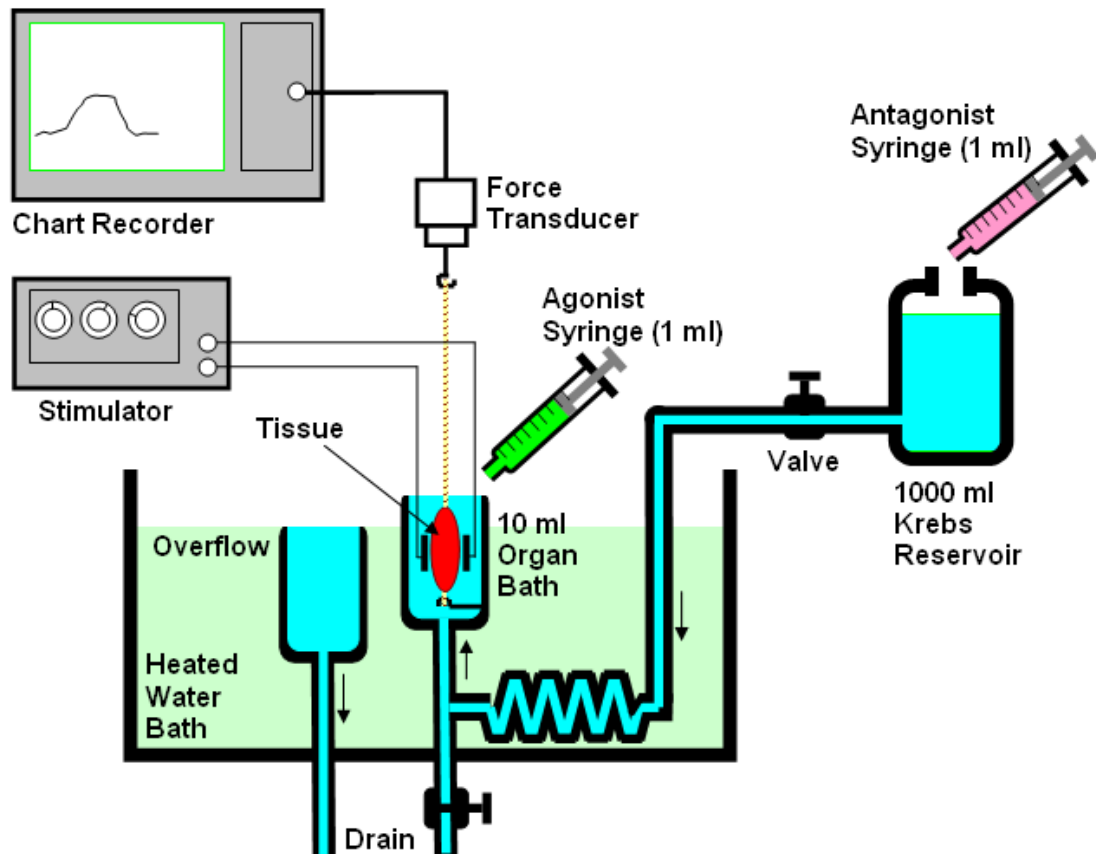 Chart Recorder
Force
Transducer
Antagonist
Syringe (1 ml)
Stimulator
Agonist
Syringe (1 ml)
Tissue
Valve
1000 ml
Krebs
Reservoir
Overflow
10 ml
Organ
Bath
Heated
Water
Bath
Drain